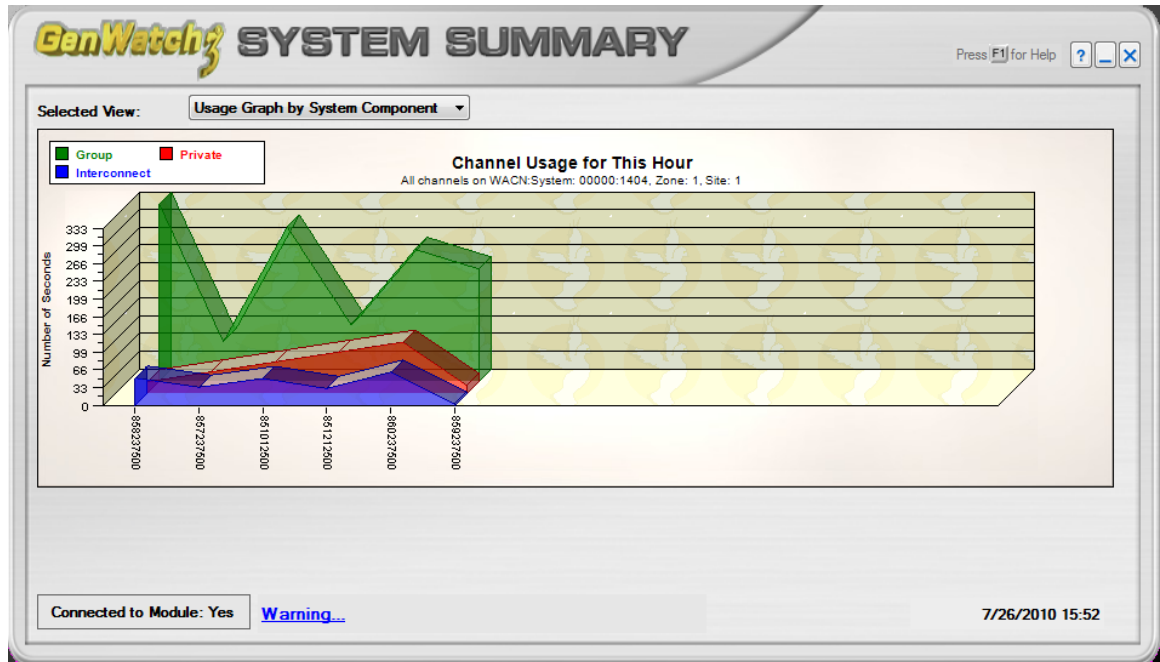 GenWatch3 SYSTEM SUMMARY
Press F1 for Help ?
Selected View: Usage Graph by System Component
Group Private
Interconnect
Channel Usage for This Hour
All channels on WACN:System: 00000:1404, Zone: 1, Site: 1
Number of Seconds
333
299
266
233
199
166
133
99
66
33
0
858237500
857237500
851012500
851212500
860237500
859237500
Connected to Module: Yes Warning... 7/26/2010 15:52